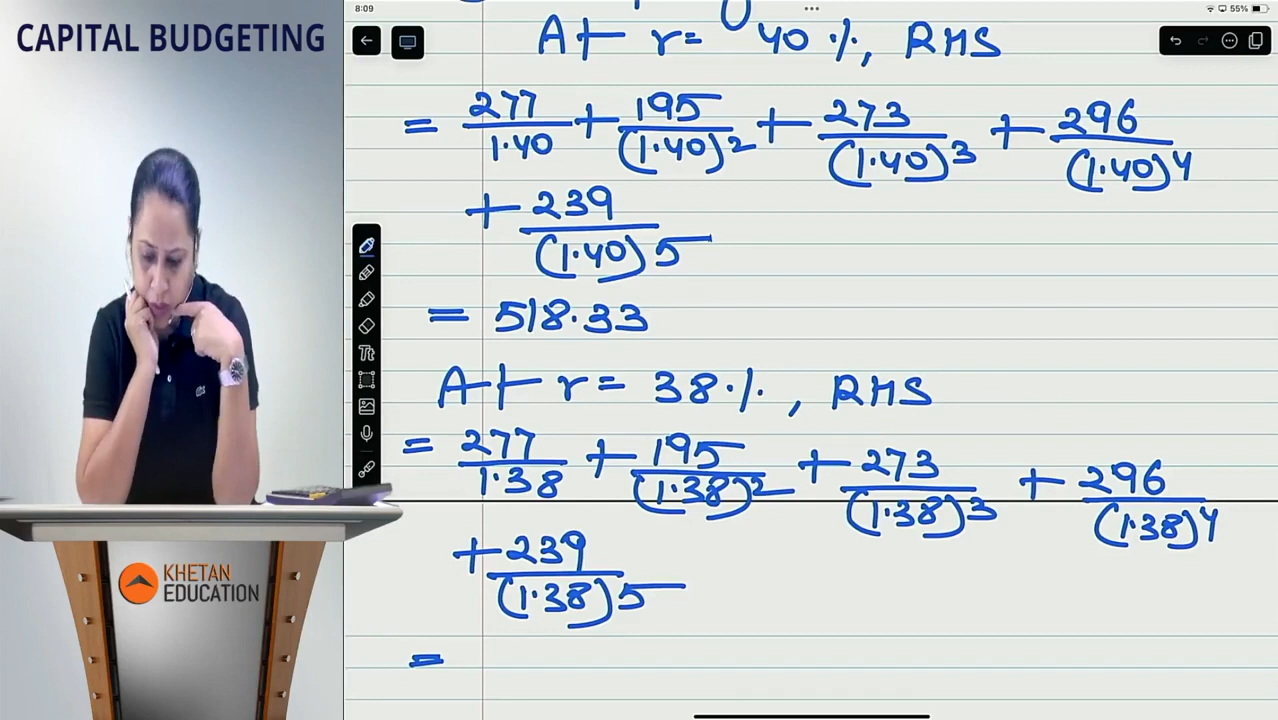 CAPITAL BUDGETING
8:09
55%
At r = 40 %, RHS
= 277/1.40 + 195/(1.40)2 + 273/(1.40)3 + 296/(1.40)4
+ 239/(1.40)5
= 518.33
At r = 38 %, RHS
= 277/1.38 + 195/(1.38)2 + 273/(1.38)3 + 296/(1.38)4
+ 239/(1.38)5
=
Tt
KHETAN
EDUCATION